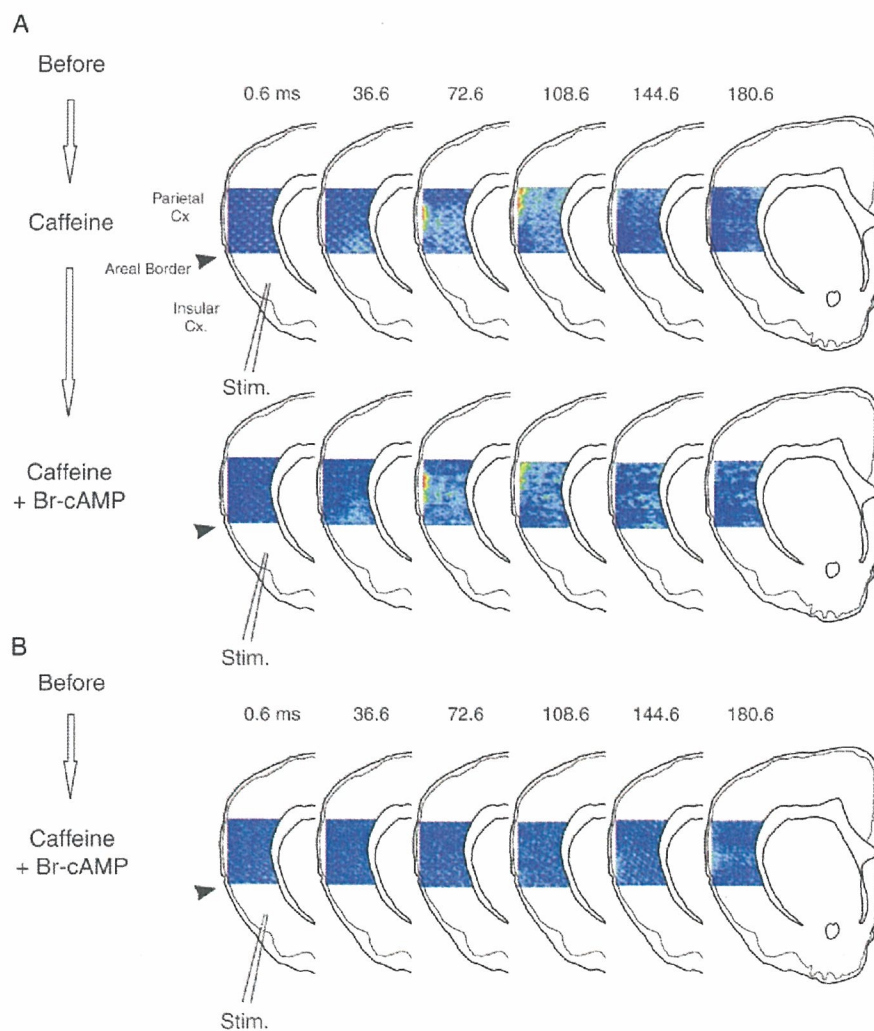 A
Before
0.6 ms 36.6 72.6 108.6 144.6 180.6
Parietal
Cx
Caffeine
Areal Border
Insular
Cx.
Stim.
Caffeine
+ Br-cAMP
Stim.
B
Before
0.6 ms 36.6 72.6 108.6 144.6 180.6
Caffeine
+ Br-cAMP
Stim.